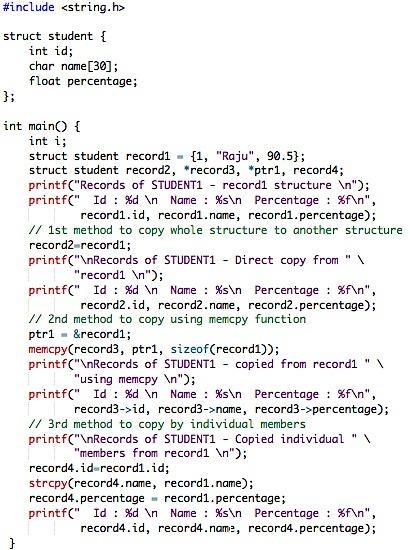 #include <string.h>
struct student {
int id;
char name[30];
float percentage;
};
int main() {
int i;
struct student record1 = {1, "Raju", 90.5};
struct student record2, *record3, *ptr1, record4;
printf("Records of STUDENT1 - record1 structure \n");
printf("  Id : %d \n  Name : %s\n  Percentage : %f\n",
record1.id, record1.name, record1.percentage);
// 1st method to copy whole structure to another structure
record2=record1;
printf("\nRecords of STUDENT1 - Direct copy from " \
"record1 \n");
printf("  Id : %d \n  Name : %s\n  Percentage : %f\n",
record2.id, record2.name, record2.percentage);
// 2nd method to copy using memcpy function
ptr1 = &record1;
memcpy(record3, ptr1, sizeof(record1));
printf("\nRecords of STUDENT1 - copied from record1 " \
"using memcpy \n");
printf("  Id : %d \n  Name : %s\n  Percentage : %f\n",
record3->id, record3->name, record3->percentage);
// 3rd method to copy by individual members
printf("\nRecords of STUDENT1 - Copied individual " \
"members from record1 \n");
record4.id=record1.id;
strcpy(record4.name, record1.name);
record4.percentage = record1.percentage;
printf("  Id : %d \n  Name : %s\n  Percentage : %f\n",
record4.id, record4.name, record4.percentage);
}